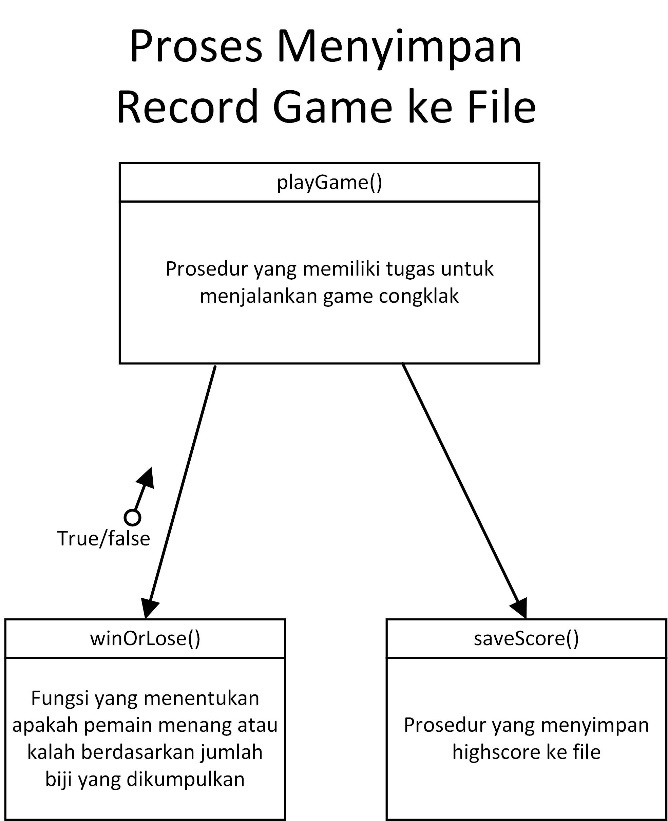 Proses Menyimpan
Record Game ke File
playGame()
Prosedur yang memiliki tugas untuk
menjalankan game congklak
True/false
winOrLose()
Fungsi yang menentukan
apakah pemain menang atau
kalah berdasarkan jumlah
biji yang dikumpulkan
saveScore()
Prosedur yang menyimpan
highscore ke file